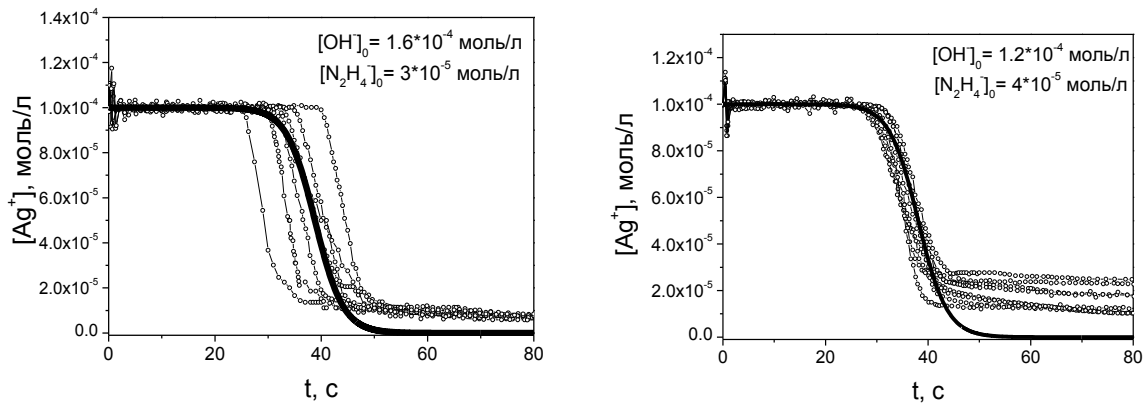 [OH⁻]₀= 1.6*10⁻⁴ моль/л
[N₂H₄⁻]₀= 3*10⁻⁵ моль/л
1.4x10⁻⁴
1.2x10⁻⁴
1.0x10⁻⁴
8.0x10⁻⁵
6.0x10⁻⁵
4.0x10⁻⁵
2.0x10⁻⁵
0.0
[Ag⁺], моль/л
0 20 40 60 80
t, с
[OH⁻]₀= 1.2*10⁻⁴ моль/л
[N₂H₄⁻]₀= 4*10⁻⁵ моль/л
1.2x10⁻⁴
1.0x10⁻⁴
8.0x10⁻⁵
6.0x10⁻⁵
4.0x10⁻⁵
2.0x10⁻⁵
0.0
[Ag⁺], моль/л
0 20 40 60 80
t, с